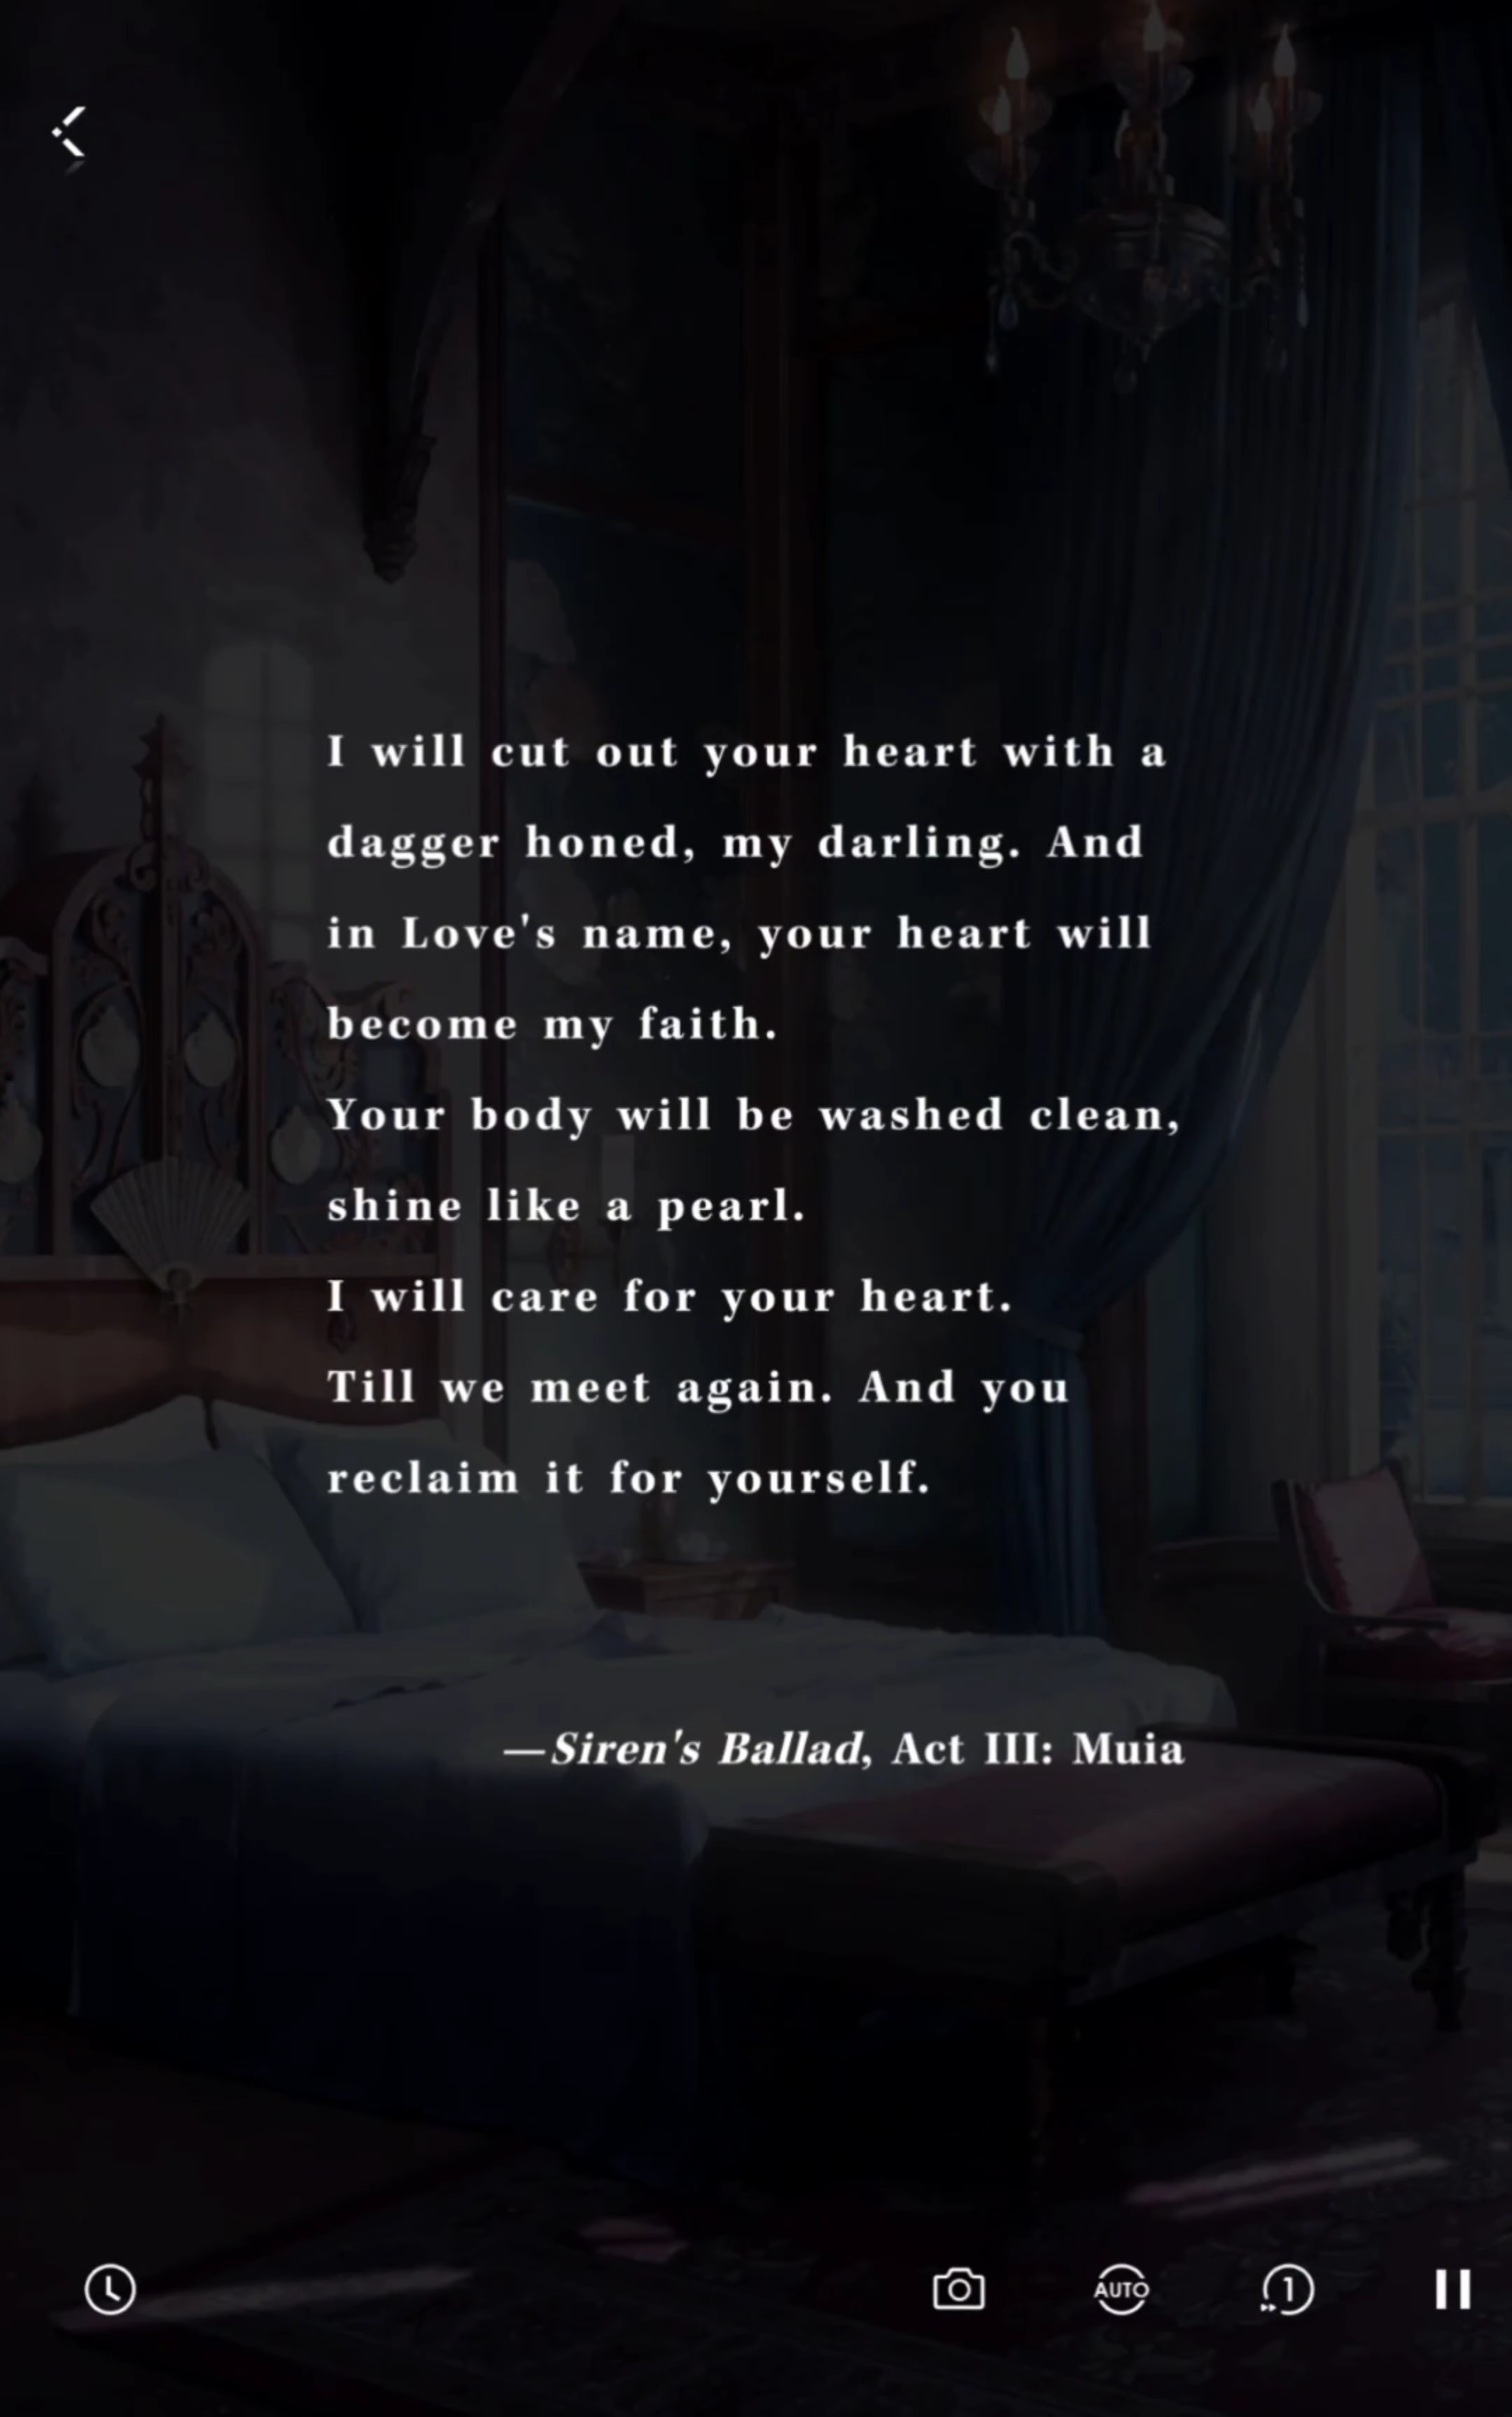 I will cut out your heart with a
dagger honed, my darling. And
in Love's name, your heart will
become my faith.
Your body will be washed clean,
shine like a pearl.
I will care for your heart.
Till we meet again. And you
reclaim it for yourself.
—Siren's Ballad, Act III: Muia
AUTO 1